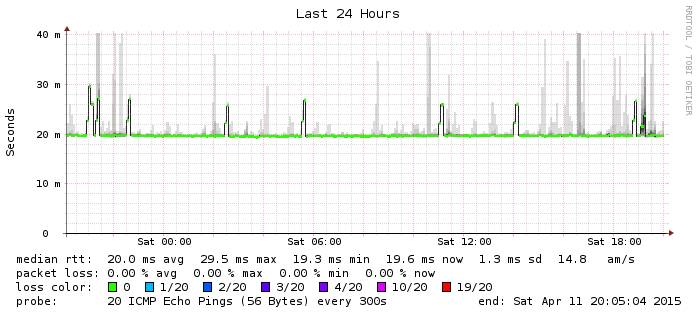 Last 24 Hours
RRDTOOL / TOBI OETIKER
Seconds
40 m
30 m
20 m
10 m
0
Sat 00:00 Sat 06:00 Sat 12:00 Sat 18:00
median rtt: 20.0 ms avg 29.5 ms max 19.3 ms min 19.6 ms now 1.3 ms sd 14.8 am/s
packet loss: 0.00 % avg 0.00 % max 0.00 % min 0.00 % now
loss color: 0 1/20 2/20 3/20 4/20 10/20 19/20
probe: 20 ICMP Echo Pings (56 Bytes) every 300s end: Sat Apr 11 20:05:04 2015